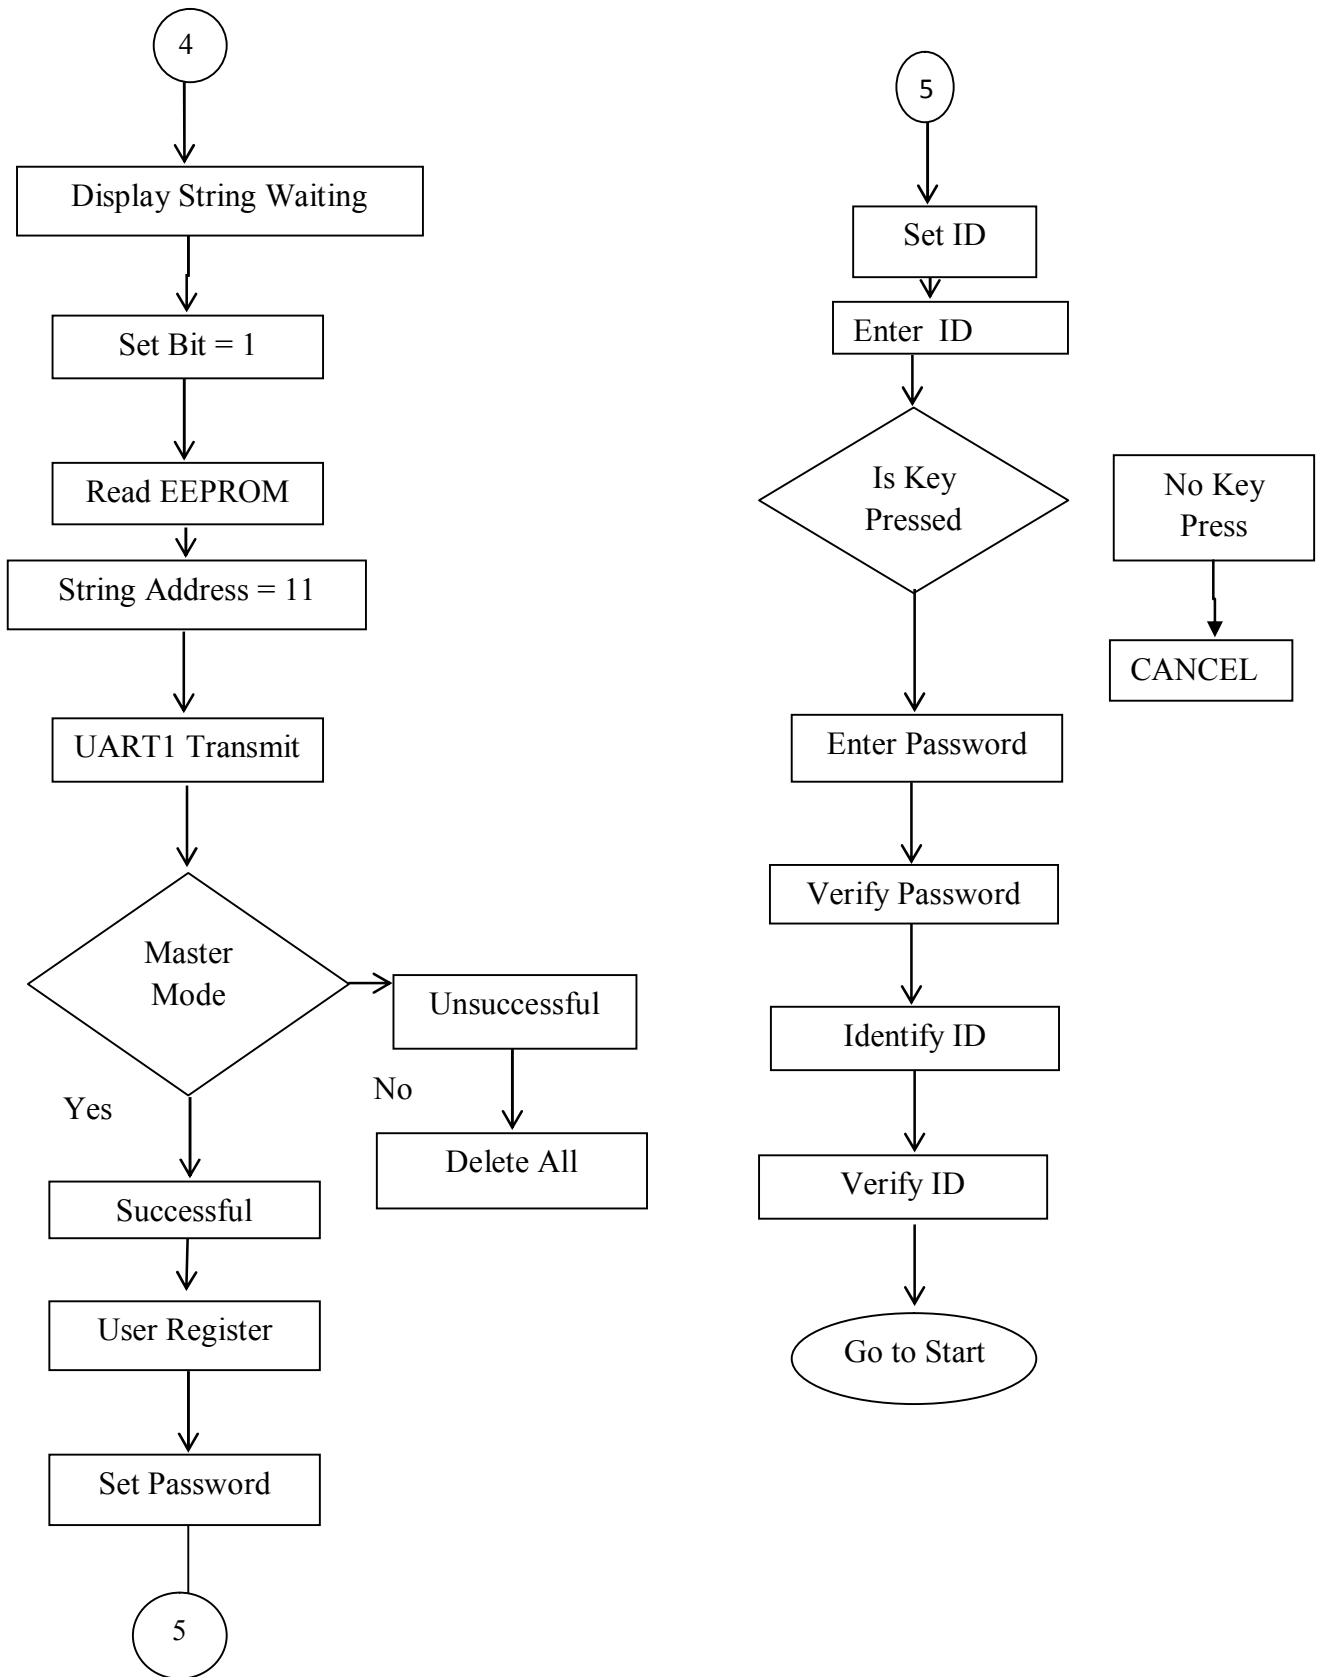 4
Display String Waiting
Set Bit = 1
Read EEPROM
String Address = 11
UART1 Transmit
Master
Mode
Unsuccessful
No
Yes
Delete All
Successful
User Register
Set Password
5
5
Set ID
Enter  ID
Is Key
Pressed
No Key
Press
CANCEL
Enter Password
Verify Password
Identify ID
Verify ID
Go to Start